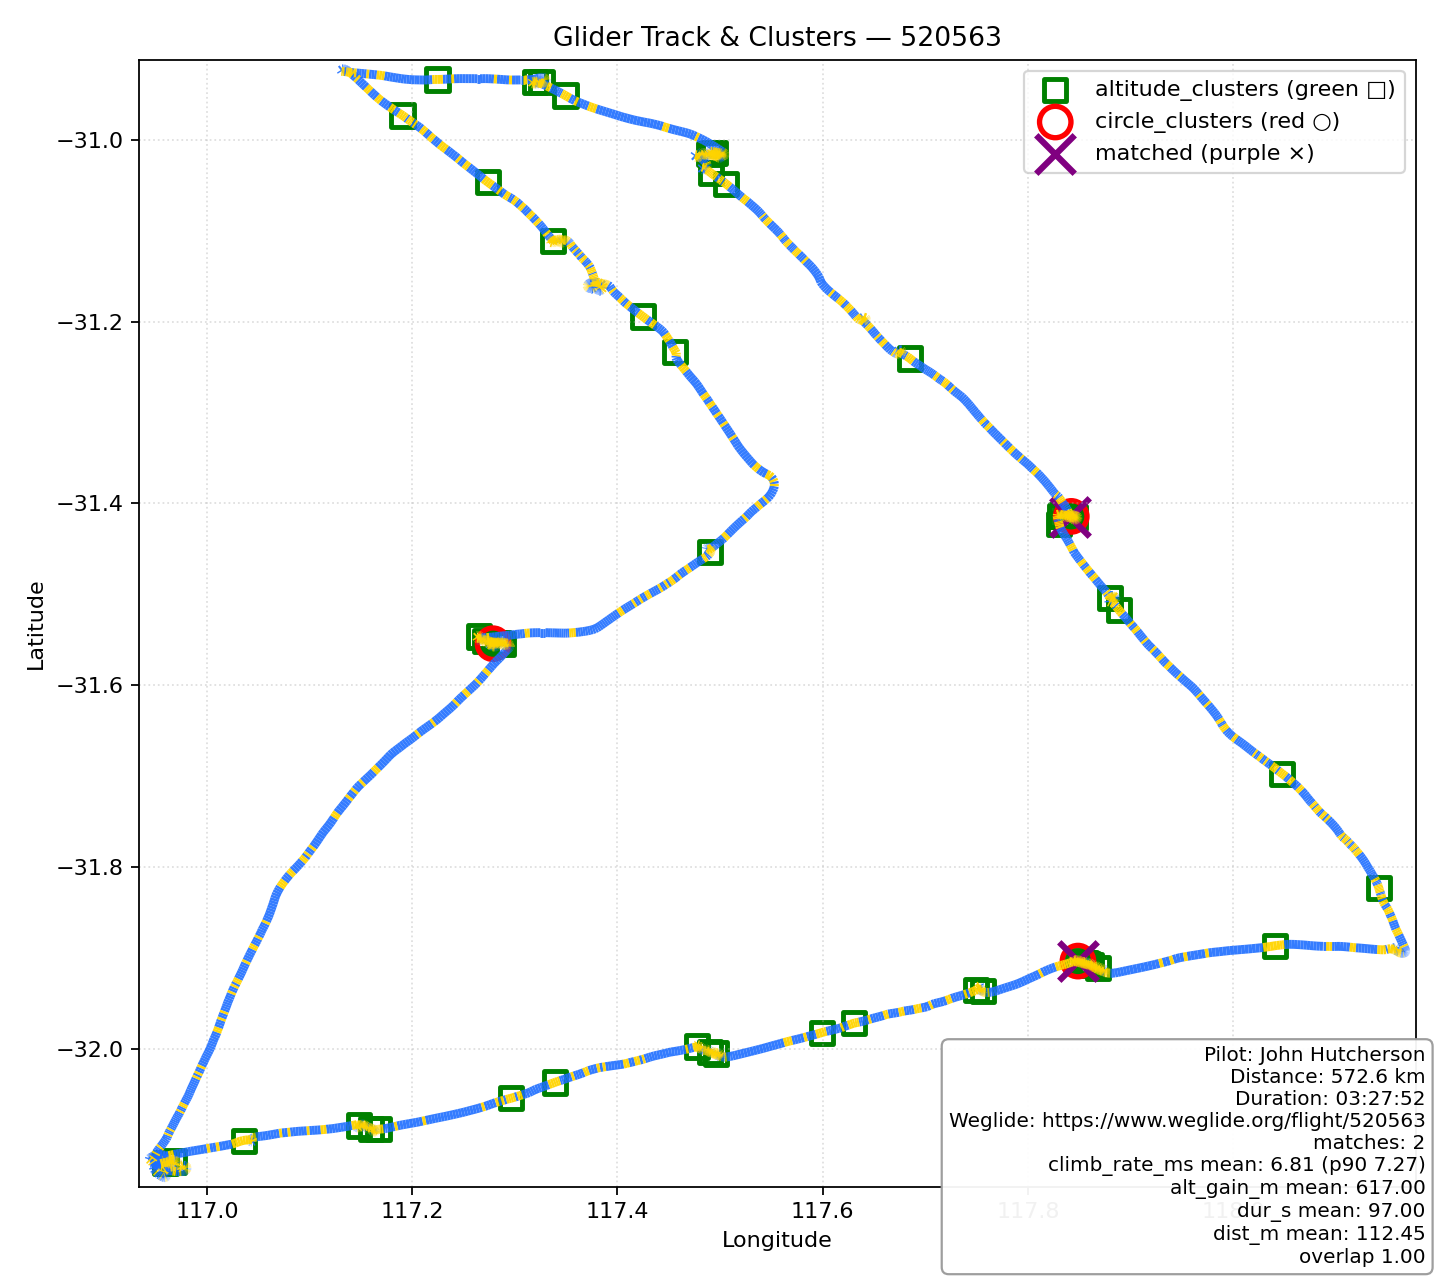 Glider Track & Clusters — 520563
altitude_clusters (green □)
circle_clusters (red ○)
matched (purple ×)
Latitude
−31.0
−31.2
−31.4
−31.6
−31.8
−32.0
117.0
117.2
117.4
117.6
117.8
Longitude
Pilot: John Hutcherson
Distance: 572.6 km
Duration: 03:27:52
Weglide: https://www.weglide.org/flight/520563
matches: 2
climb_rate_ms mean: 6.81 (p90 7.27)
alt_gain_m mean: 617.00
dur_s mean: 97.00
dist_m mean: 112.45
overlap 1.00